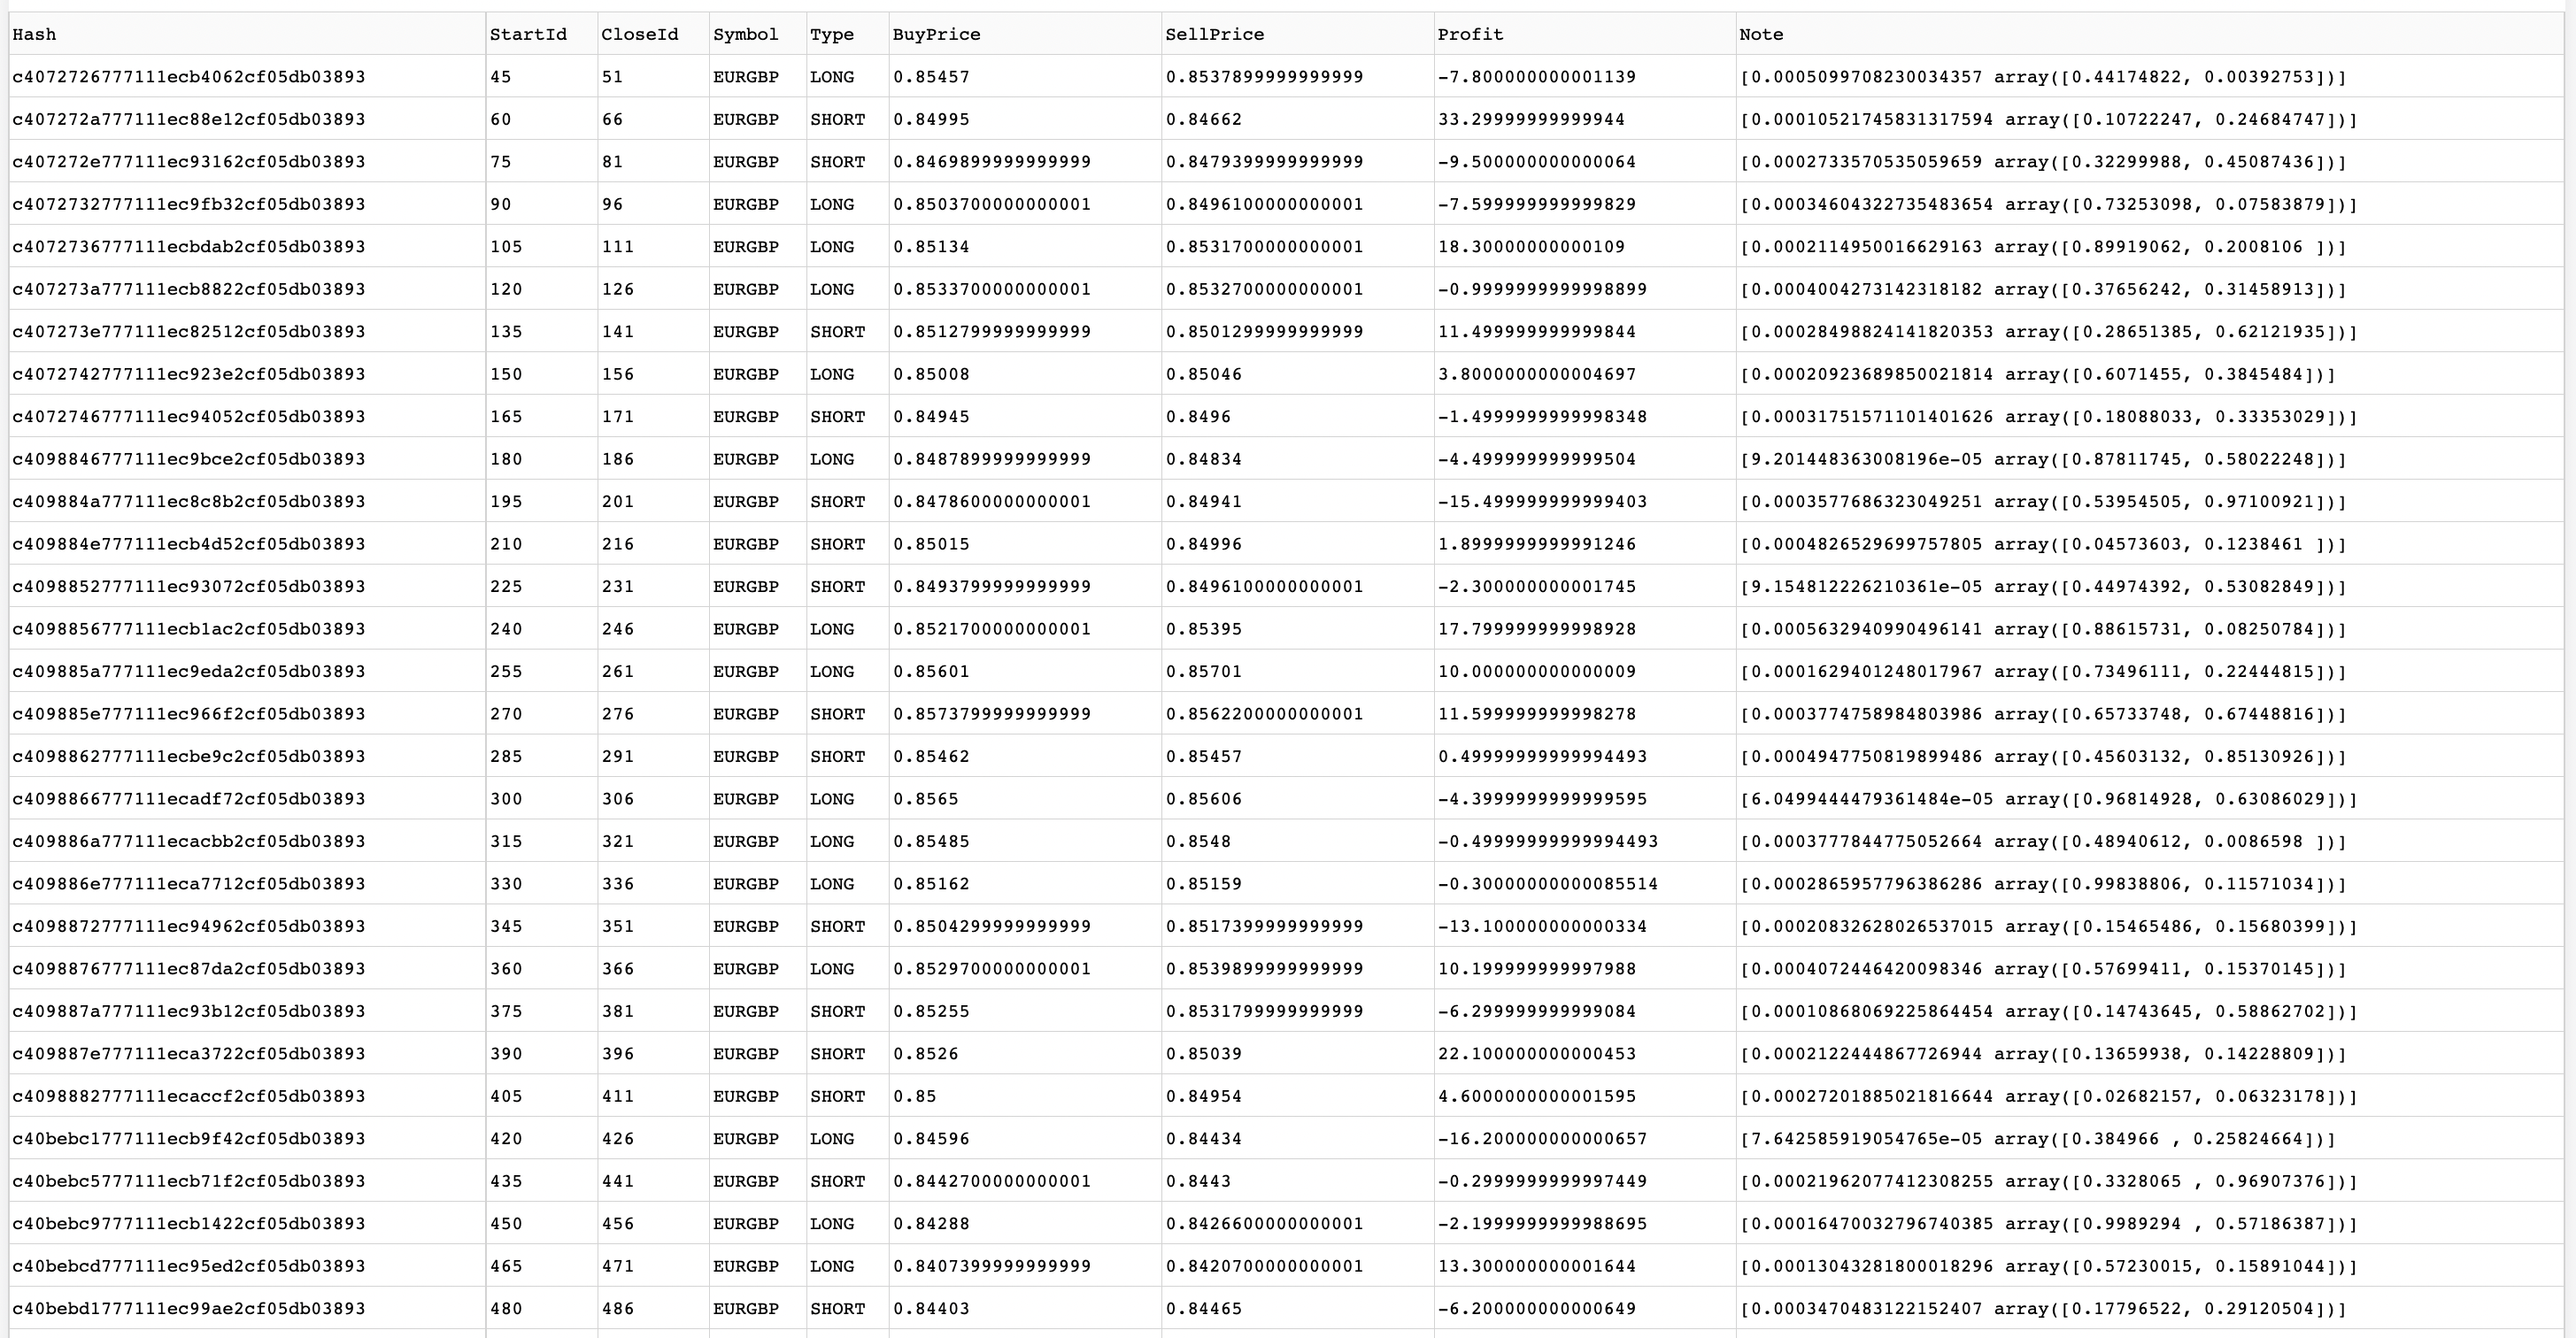 Hash StartId CloseId Symbol Type BuyPrice SellPrice Profit Note
c4072726777111ecb4062cf05db03893 45 51 EURGBP LONG 0.85457 0.8537899999999999 -7.800000000001139 [0.0005099708230034357 array([0.44174822, 0.00392753])]
c407272a777111ec88e12cf05db03893 60 66 EURGBP SHORT 0.84995 0.84662 33.29999999999944 [0.00010521745831317594 array([0.10722247, 0.24684747])]
c407272e777111ec93162cf05db03893 75 81 EURGBP SHORT 0.8469899999999999 0.8479399999999999 -9.500000000000064 [0.0002733570535059659 array([0.32299988, 0.45087436])]
c4072732777111ec9fb32cf05db03893 90 96 EURGBP LONG 0.8503700000000001 0.8496100000000001 -7.599999999999829 [0.00034604322735483654 array([0.73253098, 0.07583879])]
c4072736777111ecbdab2cf05db03893 105 111 EURGBP LONG 0.85134 0.8531700000000001 18.30000000000109 [0.0002114950016629163 array([0.89919062, 0.2008106 ])]
c407273a777111ecb8822cf05db03893 120 126 EURGBP LONG 0.8533700000000001 0.8532700000000001 -0.9999999999998899 [0.0004004273142318182 array([0.37656242, 0.31458913])]
c407273e777111ec82512cf05db03893 135 141 EURGBP SHORT 0.8512799999999999 0.8501299999999999 11.499999999999844 [0.00028498824141820353 array([0.28651385, 0.62121935])]
c4072742777111ec923e2cf05db03893 150 156 EURGBP LONG 0.85008 0.85046 3.8000000000004697 [0.00020923689850021814 array([0.6071455, 0.3845484])]
c4072746777111ec94052cf05db03893 165 171 EURGBP SHORT 0.84945 0.8496 -1.4999999999998348 [0.00031751571101401626 array([0.18088033, 0.33353029])]
c4098846777111ec9bce2cf05db03893 180 186 EURGBP LONG 0.8487899999999999 0.84834 -4.499999999999504 [9.201448363008196e-05 array([0.87811745, 0.58022248])]
c409884a777111ec8c8b2cf05db03893 195 201 EURGBP SHORT 0.8478600000000001 0.84941 -15.499999999999403 [0.0003577686323049251 array([0.53954505, 0.97100921])]
c409884e777111ecb4d52cf05db03893 210 216 EURGBP SHORT 0.85015 0.84996 1.8999999999991246 [0.0004826529699757805 array([0.04573603, 0.1238461 ])]
c4098852777111ec93072cf05db03893 225 231 EURGBP SHORT 0.8493799999999999 0.8496100000000001 -2.300000000001745 [9.154812226210361e-05 array([0.44974392, 0.53082849])]
c4098856777111ecb1ac2cf05db03893 240 246 EURGBP LONG 0.8521700000000001 0.85395 17.799999999998928 [0.0005632940990496141 array([0.88615731, 0.08250784])]
c409885a777111ec9eda2cf05db03893 255 261 EURGBP LONG 0.85601 0.85701 10.000000000000009 [0.0001629401248017967 array([0.73496111, 0.22444815])]
c409885e777111ec966f2cf05db03893 270 276 EURGBP SHORT 0.8573799999999999 0.8562200000000001 11.599999999998278 [0.0003774758984803986 array([0.65733748, 0.67448816])]
c4098862777111ecbe9c2cf05db03893 285 291 EURGBP SHORT 0.85462 0.85457 0.49999999999994493 [0.0004947750819899486 array([0.45603132, 0.85130926])]
c4098866777111ecadf72cf05db03893 300 306 EURGBP LONG 0.8565 0.85606 -4.3999999999999595 [6.0499444479361484e-05 array([0.96814928, 0.63086029])]
c409886a777111ecacbb2cf05db03893 315 321 EURGBP LONG 0.85485 0.8548 -0.49999999999994493 [0.0003777844775052664 array([0.48940612, 0.0086598 ])]
c409886e777111eca7712cf05db03893 330 336 EURGBP LONG 0.85162 0.85159 -0.30000000000085514 [0.0002865957796386286 array([0.99838806, 0.11571034])]
c4098872777111ec94962cf05db03893 345 351 EURGBP SHORT 0.8504299999999999 0.8517399999999999 -13.100000000000334 [0.00020832628026537015 array([0.15465486, 0.15680399])]
c4098876777111ec87da2cf05db03893 360 366 EURGBP LONG 0.8529700000000001 0.8539899999999999 10.199999999997988 [0.0004072446420098346 array([0.57699411, 0.15370145])]
c409887a777111ec93b12cf05db03893 375 381 EURGBP SHORT 0.85255 0.8531799999999999 -6.299999999999084 [0.00010868069225864454 array([0.14743645, 0.58862702])]
c409887e777111eca3722cf05db03893 390 396 EURGBP SHORT 0.8526 0.85039 22.100000000000453 [0.0002122444867726944 array([0.13659938, 0.14228809])]
c4098882777111ecaccf2cf05db03893 405 411 EURGBP SHORT 0.85 0.84954 4.6000000000001595 [0.00027201885021816644 array([0.02682157, 0.06323178])]
c40bebc1777111ecb9f42cf05db03893 420 426 EURGBP LONG 0.84596 0.84434 -16.200000000000657 [7.642585919054765e-05 array([0.384966 , 0.25824664])]
c40bebc5777111ecb71f2cf05db03893 435 441 EURGBP SHORT 0.8442700000000001 0.8443 -0.2999999999997449 [0.00021962077412308255 array([0.3328065 , 0.96907376])]
c40bebc9777111ecb1422cf05db03893 450 456 EURGBP LONG 0.84288 0.8426600000000001 -2.1999999999988695 [0.00016470032796740385 array([0.9989294 , 0.57186387])]
c40bebcd777111ec95ed2cf05db03893 465 471 EURGBP LONG 0.8407399999999999 0.8420700000000001 13.300000000001644 [0.00013043281800018296 array([0.57230015, 0.15891044])]
c40bebd1777111ec99ae2cf05db03893 480 486 EURGBP SHORT 0.84403 0.84465 -6.200000000000649 [0.0003470483122152407 array([0.17796522, 0.29120504])]